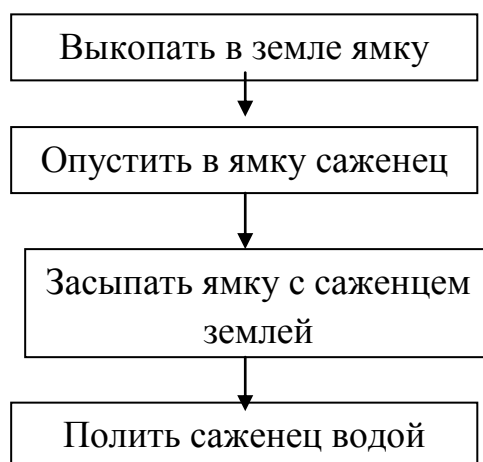 Выкопать в земле ямку
Опустить в ямку саженец
Засыпать ямку с саженцем
землей
Полить саженец водой